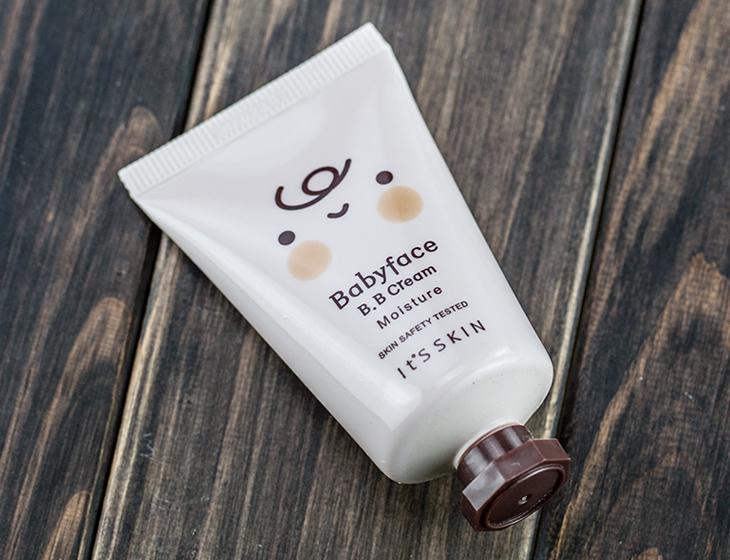 Babyface
B.B Cream
Moisture
SKIN SAFETY TESTED
It'S SKIN